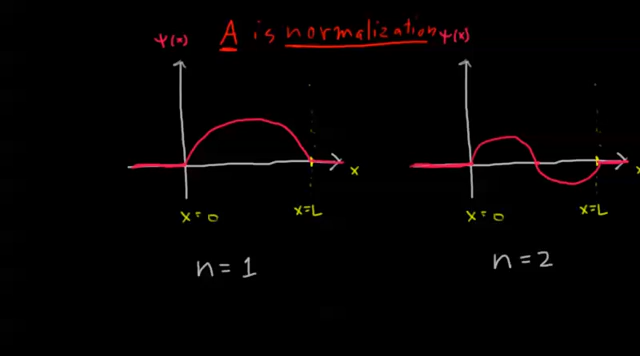 A is normalization
Ψ(x)
Ψ(x)
x
x
x=0
x=L
x=0
x=L
n=1
n=2